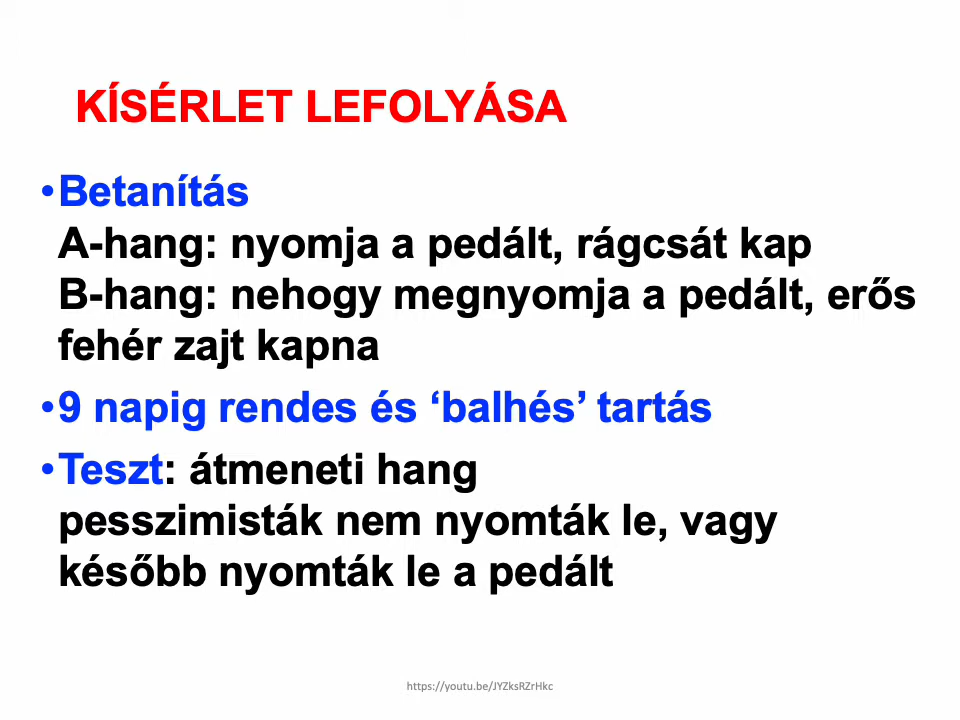 KÍSÉRLET LEFOLYÁSA
•Betanítás
A-hang: nyomja a pedált, rágcsát kap
B-hang: nehogy megnyomja a pedált, erős
fehér zajt kapna
•9 napig rendes és ‘balhés’ tartás
•Teszt: átmeneti hang
pesszimisták nem nyomták le, vagy
később nyomták le a pedált
https://youtu.be/JYZksRZrHkc